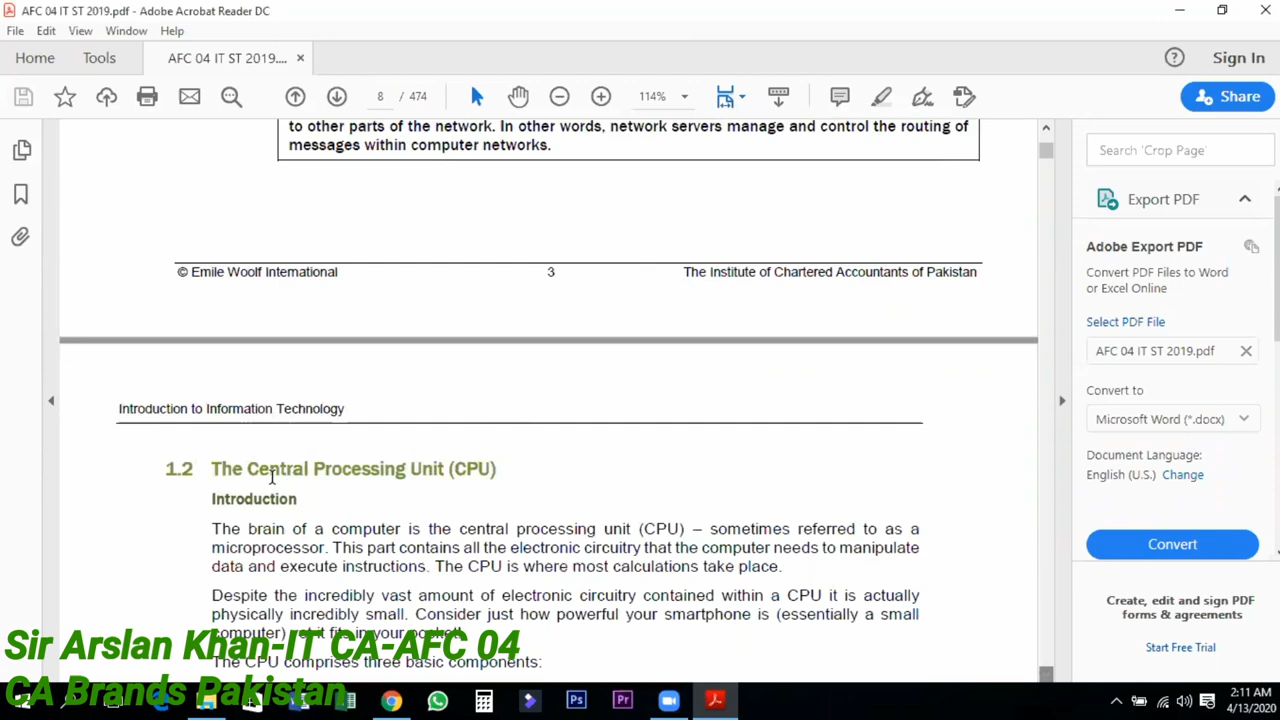 AFC 04 IT ST 2019.pdf - Adobe Acrobat Reader DC
File Edit View Window Help
Home Tools AFC 04 IT ST 2019.... × Sign In
8 / 474 114% Share
to other parts of the network. In other words, network servers manage and control the routing of
messages within computer networks.
© Emile Woolf International 3 The Institute of Chartered Accountants of Pakistan
Introduction to Information Technology
1.2 The Central Processing Unit (CPU)
Introduction
The brain of a computer is the central processing unit (CPU) – sometimes referred to as a
microprocessor. This part contains all the electronic circuitry that the computer needs to manipulate
data and execute instructions. The CPU is where most calculations take place.
Despite the incredibly vast amount of electronic circuitry contained within a CPU it is actually
physically incredibly small. Consider just how powerful your smartphone is (essentially a small
computer) it fits in your pocket!
The CPU comprises three basic components:
Search 'Crop Page'
Export PDF
Adobe Export PDF
Convert PDF Files to Word
or Excel Online
Select PDF File
AFC 04 IT ST 2019.pdf
Convert to
Microsoft Word (*.docx)
Document Language:
English (U.S.) Change
Convert
Create, edit and sign PDF
forms & agreements
Start Free Trial
Sir Arslan Khan-IT CA-AFC 04
CA Brands Pakistan
Ps Pr
2:11 AM
4/13/2020